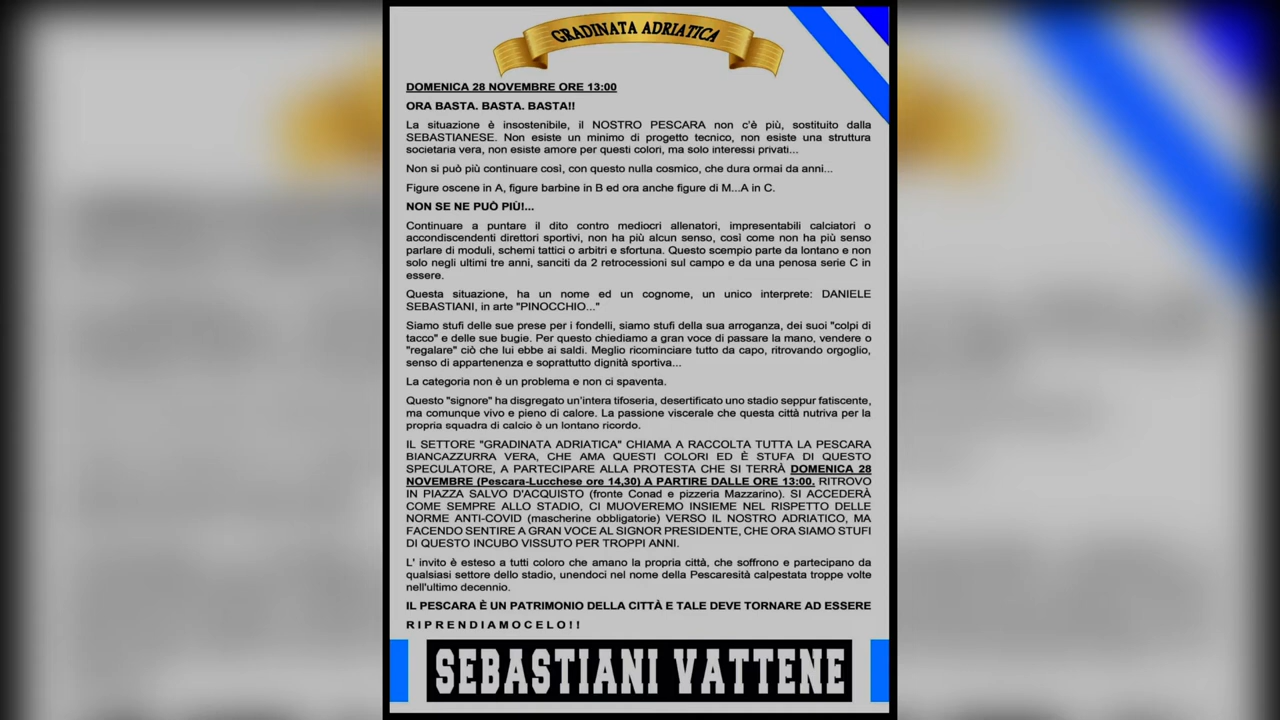 GRADINATA ADRIATICA
DOMENICA 28 NOVEMBRE ORE 13:00
ORA BASTA. BASTA. BASTA!!
La situazione è insostenibile, il NOSTRO PESCARA non c'è più, sostituito dalla
SEBASTIANESE. Non esiste un minimo di progetto tecnico, non esiste una struttura
societaria vera, non esiste amore per questi colori, ma solo interessi privati...
Non si può più continuare così, con questo nulla cosmico, che dura ormai da anni...
Figure oscene in A, figure barbine in B ed ora anche figure di M...A in C.
NON SE NE PUÒ PIÙ!...
Continuare a puntare il dito contro mediocri allenatori, impresentabili calciatori o
accondiscendenti direttori sportivi, non ha più alcun senso, così come non ha più senso
parlare di moduli, schemi tattici o arbitri e sfortuna. Questo scempio parte da lontano e non
solo negli ultimi tre anni, sanciti da 2 retrocessioni sul campo e da una penosa serie C in
essere.
Questa situazione, ha un nome ed un cognome, un unico interprete: DANIELE
SEBASTIANI, in arte "PINOCCHIO..."
Siamo stufi delle sue prese per i fondelli, siamo stufi della sua arroganza, dei suoi "colpi di
tacco" e delle sue bugie. Per questo chiediamo a gran voce di passare la mano, vendere o
"regalare" ciò che lui ebbe ai saldi. Meglio ricominciare tutto da capo, ritrovando orgoglio,
senso di appartenenza e soprattutto dignità sportiva...
La categoria non è un problema e non ci spaventa.
Questo "signore" ha disgregato un'intera tifoseria, desertificato uno stadio seppur fatiscente,
ma comunque vivo e pieno di calore. La passione viscerale che questa città nutriva per la
propria squadra di calcio è un lontano ricordo.
IL SETTORE "GRADINATA ADRIATICA" CHIAMA A RACCOLTA TUTTA LA PESCARA
BIANCAZZURRA VERA, CHE AMA QUESTI COLORI ED È STUFA DI QUESTO
SPECULATORE, A PARTECIPARE ALLA PROTESTA CHE SI TERRÀ DOMENICA 28
NOVEMBRE (Pescara-Lucchese ore 14,30) A PARTIRE DALLE ORE 13:00, RITROVO
IN PIAZZA SALVO D'ACQUISTO (fronte Conad e pizzeria Mazzarino). SI ACCEDERÀ
COME SEMPRE ALLO STADIO, CI MUOVEREMO INSIEME NEL RISPETTO DELLE
NORME ANTI-COVID (mascherine obbligatorie) VERSO IL NOSTRO ADRIATICO, MA
FACENDO SENTIRE A GRAN VOCE AL SIGNOR PRESIDENTE, CHE ORA SIAMO STUFI
DI QUESTO INCUBO VISSUTO PER TROPPI ANNI.
L' invito è esteso a tutti coloro che amano la propria città, che soffrono e partecipano da
qualsiasi settore dello stadio, unendoci nel nome della Pescaresità calpestata troppe volte
nell'ultimo decennio.
IL PESCARA È UN PATRIMONIO DELLA CITTÀ E TALE DEVE TORNARE AD ESSERE
R I P R E N D I A M O C E L O ! !
SEBASTIANI VATTENE